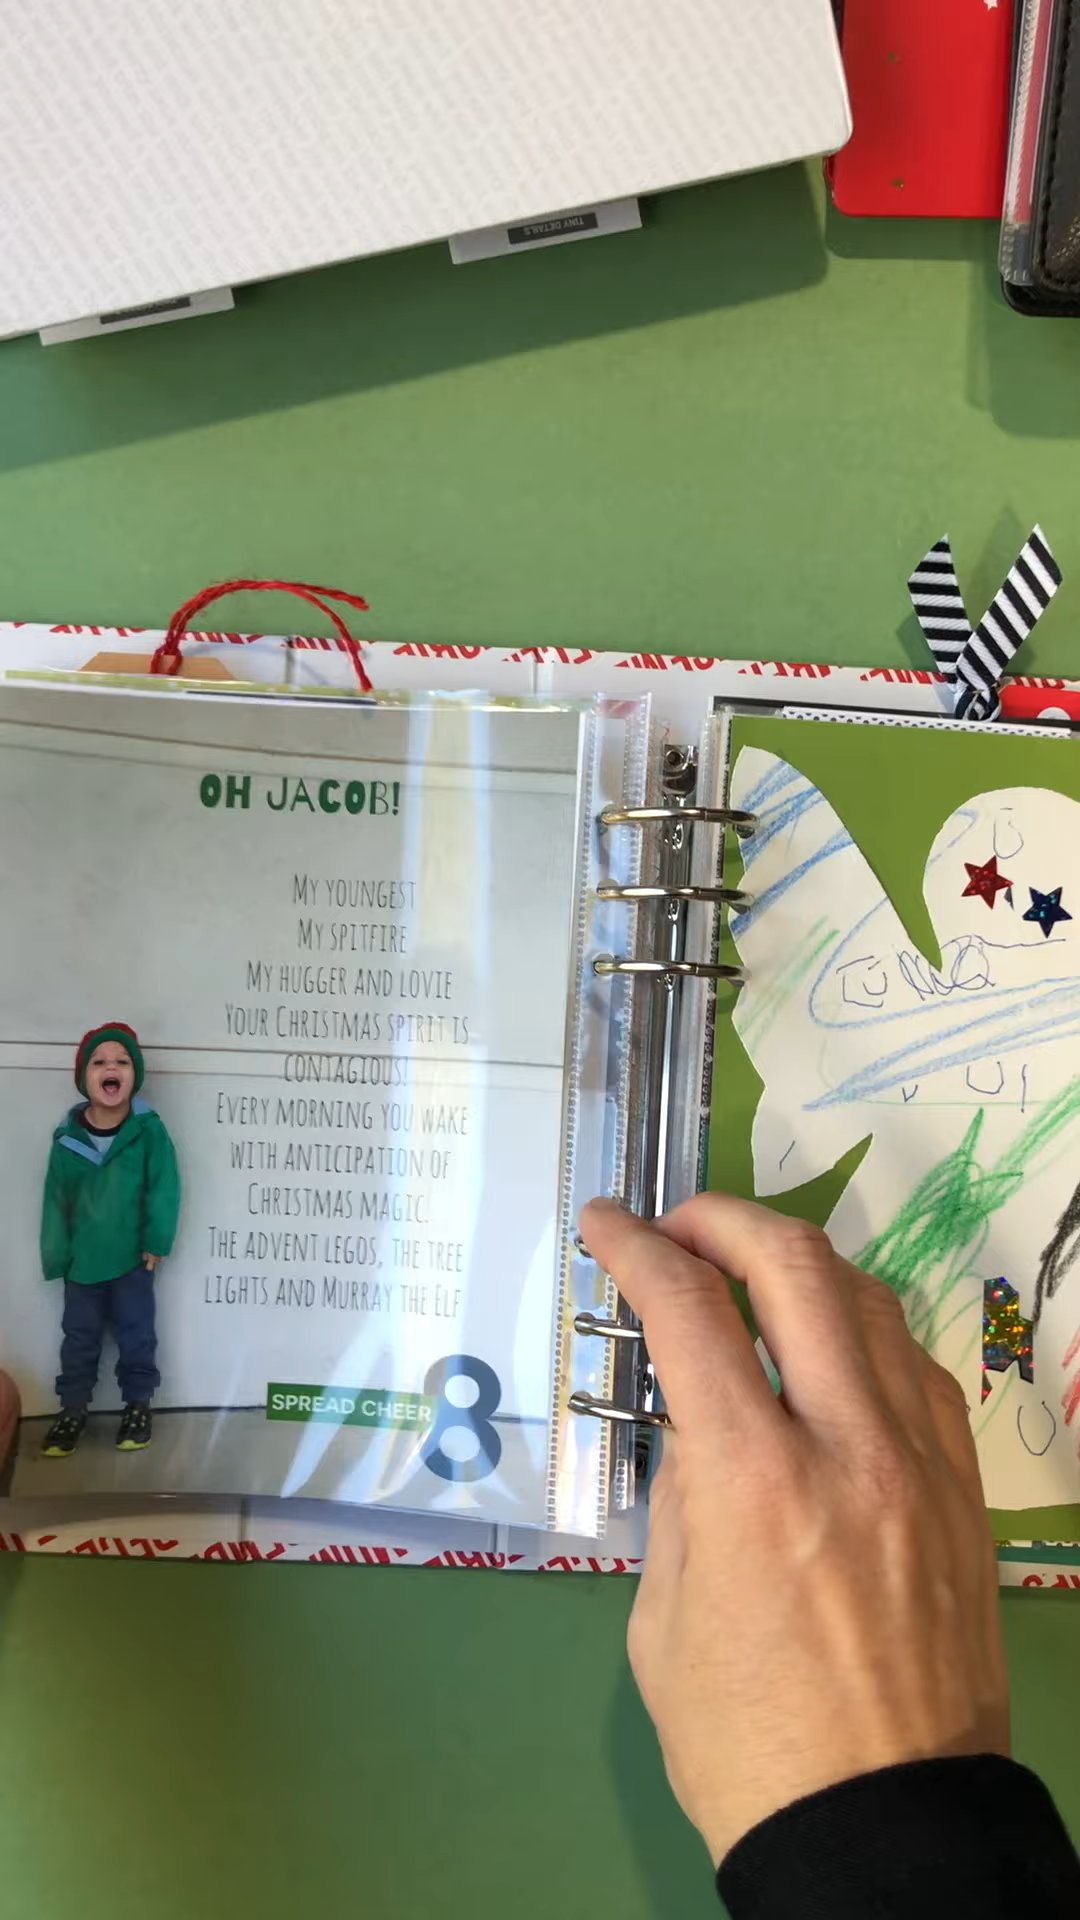 TINY DETAILS
OH JACOB!
MY YOUNGEST
MY SPITFIRE
MY HUGGER AND LOVIE
YOUR CHRISTMAS SPIRIT IS
CONTAGIOUS!
EVERY MORNING YOU WAKE
WITH ANTICIPATION OF
CHRISTMAS MAGIC.
THE ADVENT LEGOS, THE TREE
LIGHTS AND MURRAY THE ELF
SPREAD CHEER
8